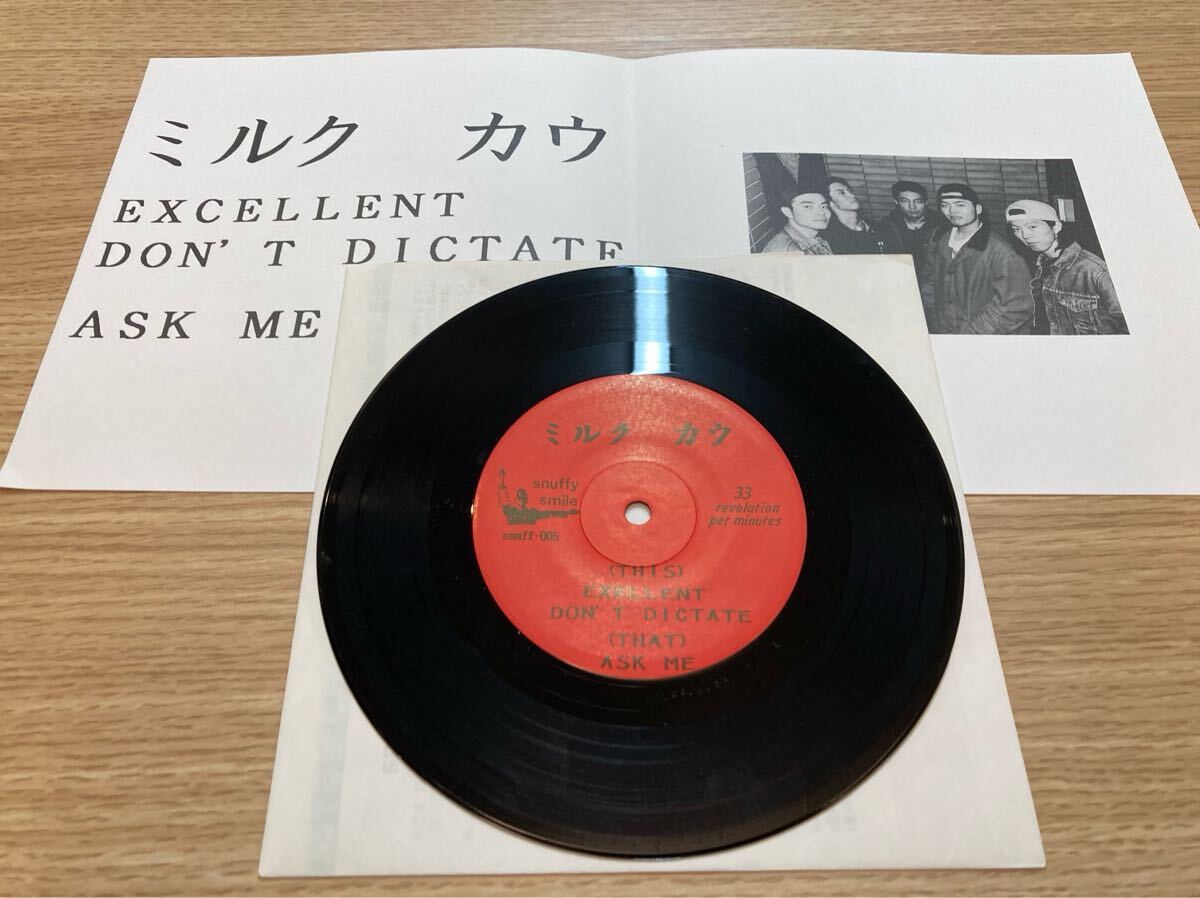 ミルク カウ
EXCELLENT
DON'T DICTATE
ASK ME
ミルク カウ
snuffy
smile
snuff-005
33
revolution
per minutes
(THIS)
EXELLENT
DON'T DICTATE
(THAT)
ASK ME